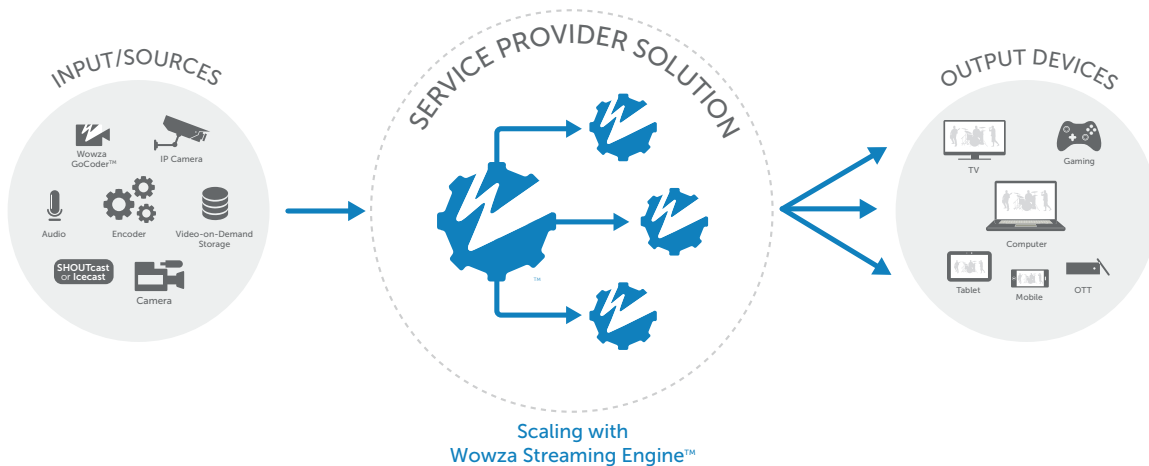 INPUT/SOURCES
Wowza
GoCoder™
IP Camera
Audio
Encoder
Video-on-Demand
Storage
SHOUTcast
or Icecast
Camera
SERVICE PROVIDER SOLUTION
™
Scaling with
Wowza Streaming Engine™
OUTPUT DEVICES
TV
Gaming
Computer
Tablet
Mobile
OTT